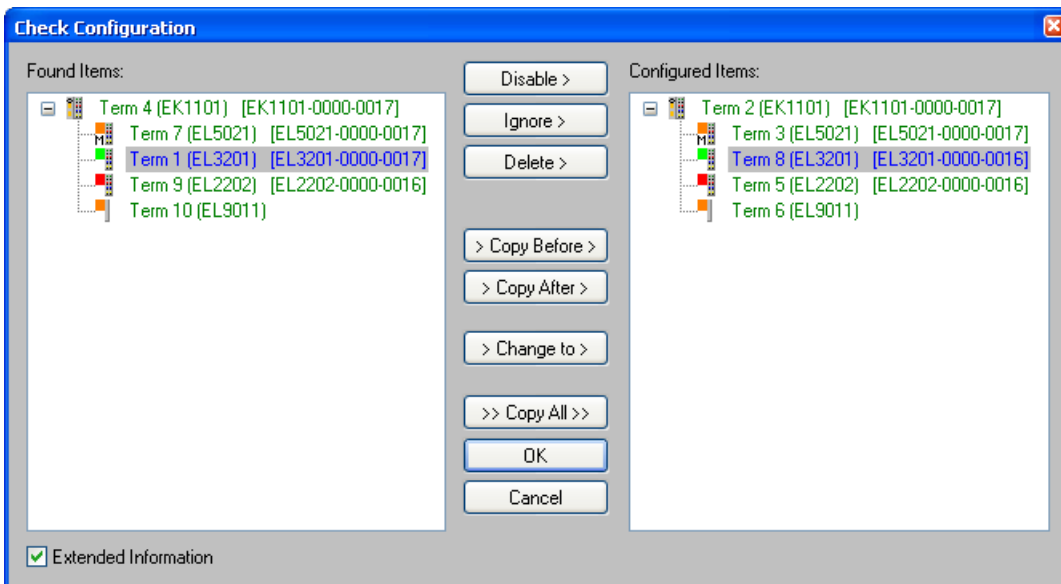 Check Configuration
Found Items:
Term 4 (EK1101) [EK1101-0000-0017]
Term 7 (EL5021) [EL5021-0000-0017]
Term 1 (EL3201) [EL3201-0000-0017]
Term 9 (EL2202) [EL2202-0000-0016]
Term 10 (EL9011)
Extended Information
Disable >
Ignore >
Delete >
> Copy Before >
> Copy After >
> Change to >
>> Copy All >>
OK
Cancel
Configured Items:
Term 2 (EK1101) [EK1101-0000-0017]
Term 3 (EL5021) [EL5021-0000-0017]
Term 8 (EL3201) [EL3201-0000-0016]
Term 5 (EL2202) [EL2202-0000-0016]
Term 6 (EL9011)